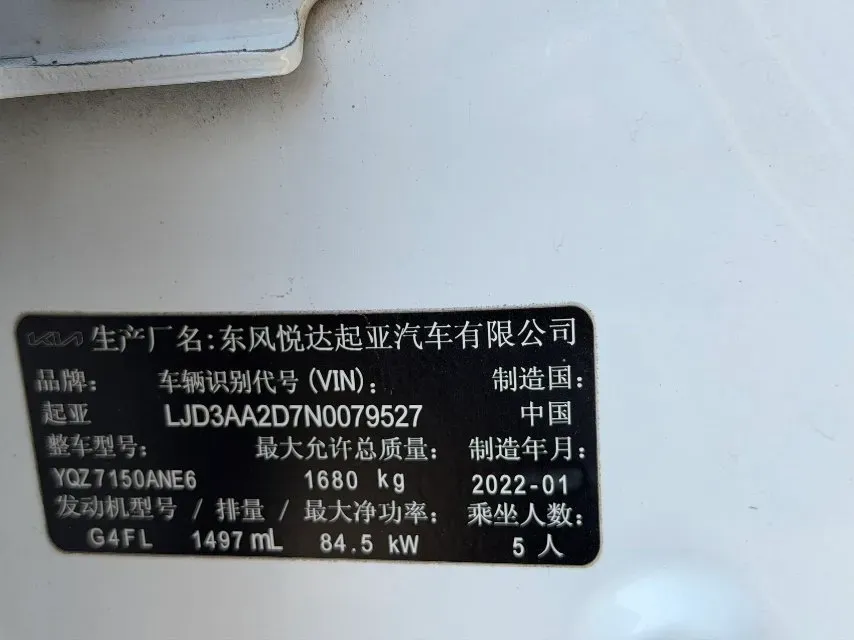 KIA 生产厂名:东风悦达起亚汽车有限公司
品牌: 车辆识别代号(VIN): 制造国:
起亚 LJD3AA2D7N0079527 中国
整车型号: 最大允许总质量: 制造年月:
YQZ7150ANE6 1680 kg 2022-01
发动机型号 / 排量 / 最大净功率: 乘坐人数:
G4FL 1497 mL 84.5 kW 5 人